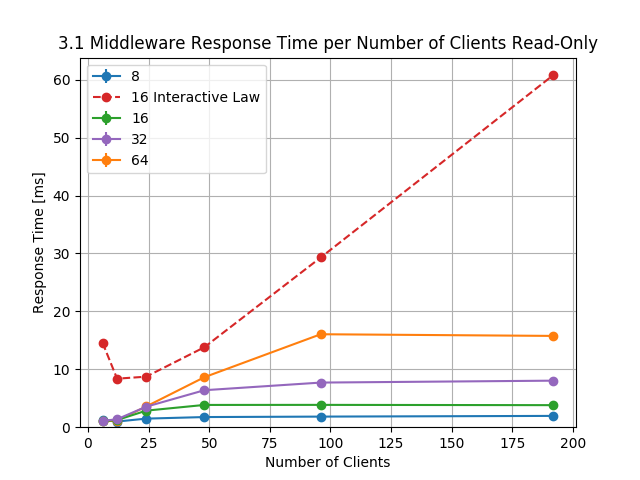 3.1 Middleware Response Time per Number of Clients Read-Only
8
16 Interactive Law
16
32
64
Response Time [ms]
60
50
40
30
20
10
0
0 25 50 75 100 125 150 175 200
Number of Clients